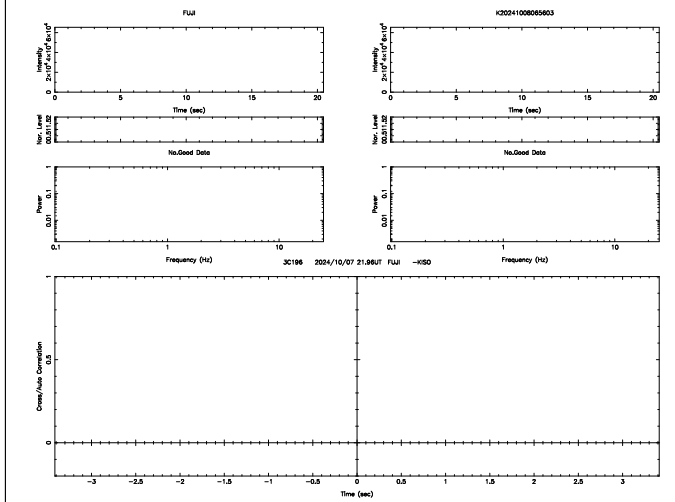 FUJI
K20241008065603
Intensity
2×10⁴ 4×10⁴ 6×10⁴
0 5 10 15 20
Time (sec)
Intensity
2×10⁴ 4×10⁴ 6×10⁴
0 5 10 15 20
Time (sec)
Nor. Level
00.511.52
Nor. Level
00.511.52
No.Good Data
No.Good Data
Power
0.01 0.1 1
0.1 1 10
Frequency (Hz)
Power
0.01 0.1 1
0.1 1 10
Frequency (Hz)
3C196 2024/10/07 21.96UT FUJI -KISO
Cross/Auto Correlation
0 0.5 1
-3 -2.5 -2 -1.5 -1 -0.5 0 0.5 1 1.5 2 2.5 3
Time (sec)